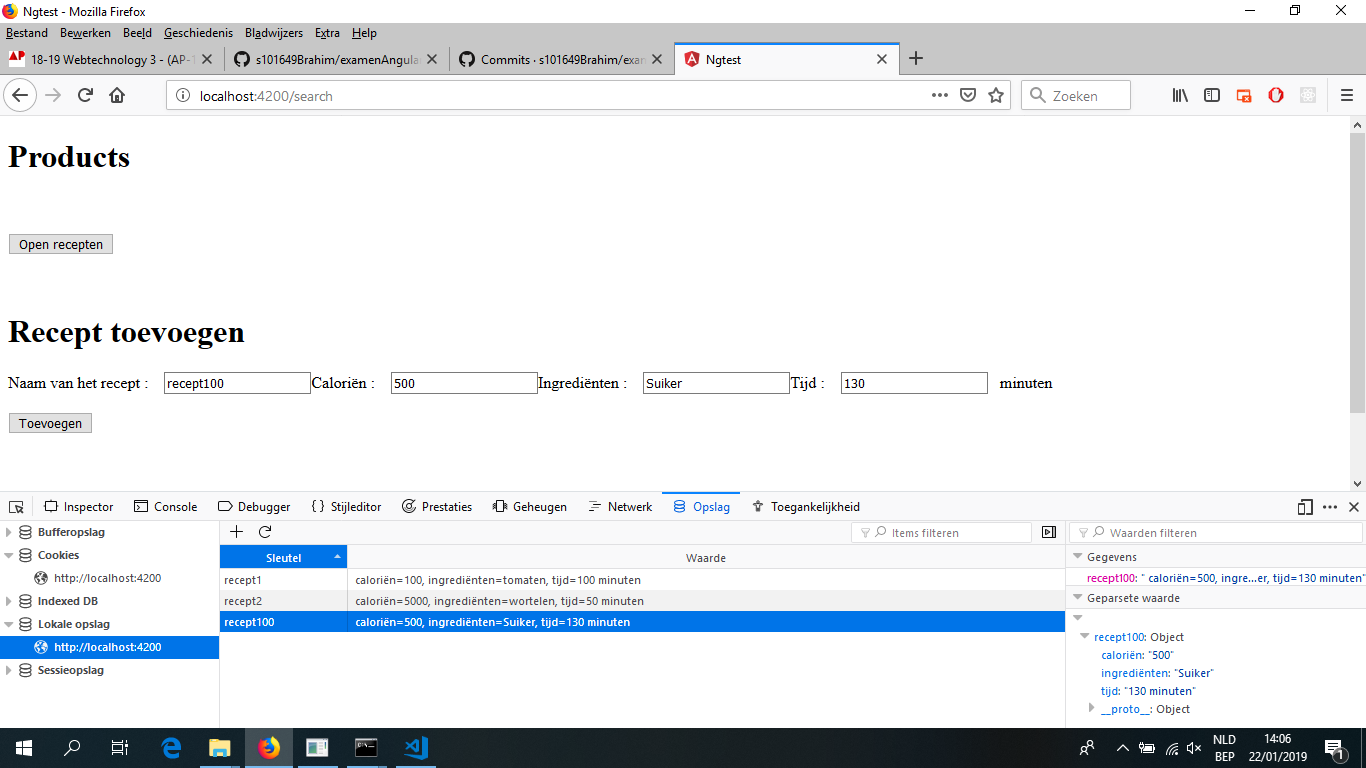 Ngtest - Mozilla Firefox
Bestand Bewerken Beeld Geschiedenis Bladwijzers Extra Help
18-19 Webtechnology 3 - (AP-1 s101649Brahim/examenAngula Commits · s101649Brahim/exam Ngtest
localhost:4200/search
Zoeken
Products
Open recepten
Recept toevoegen
Naam van het recept : recept100 Caloriën : 500 Ingrediënten : Suiker Tijd : 130 minuten
Toevoegen
Inspector Console Debugger Stijleditor Prestaties Geheugen Netwerk Opslag Toegankelijkheid
Bufferopslag
Cookies
http://localhost:4200
Indexed DB
Lokale opslag
http://localhost:4200
Sessieopslag
Items filteren
Sleutel Waarde
recept1 caloriën=100, ingrediënten=tomaten, tijd=100 minuten
recept2 caloriën=5000, ingrediënten=wortelen, tijd=50 minuten
recept100 caloriën=500, ingrediënten=Suiker, tijd=130 minuten
Waarden filteren
Gegevens
recept100: " caloriën=500, ingre...er, tijd=130 minuten"
Geparsete waarde
recept100: Object
caloriën: "500"
ingrediënten: "Suiker"
tijd: "130 minuten"
__proto__: Object
NLD
BEP
14:06
22/01/2019
1